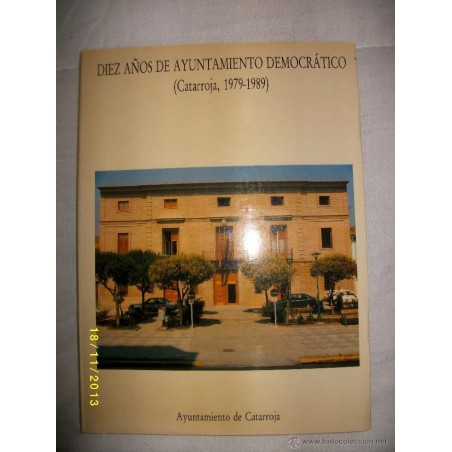 DIEZ AÑOS DE AYUNTAMIENTO DEMOCRÁTICO
(Catarroja, 1979-1989)
Ayuntamiento de Catarroja
18/11/2013
© www.todocoleccion.net